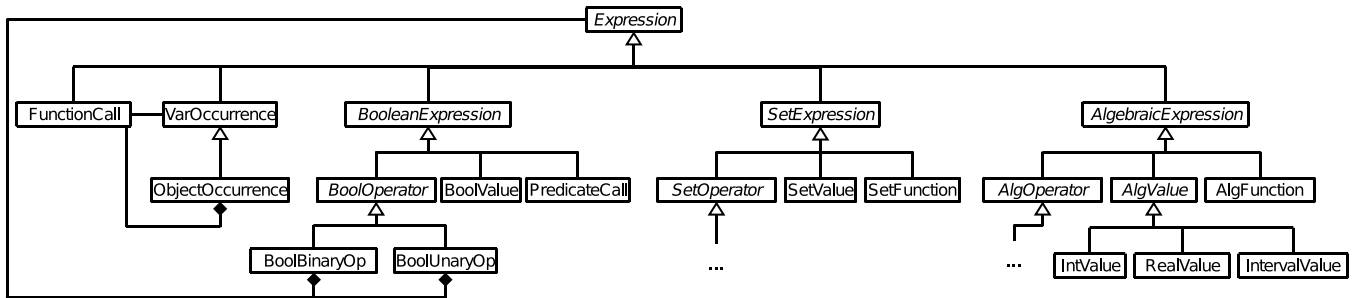 Expression
FunctionCall VarOccurrence BooleanExpression SetExpression AlgebraicExpression
ObjectOccurrence BoolOperator BoolValue PredicateCall SetOperator SetValue SetFunction AlgOperator AlgValue AlgFunction
BoolBinaryOp BoolUnaryOp ... ... IntValue RealValue IntervalValue